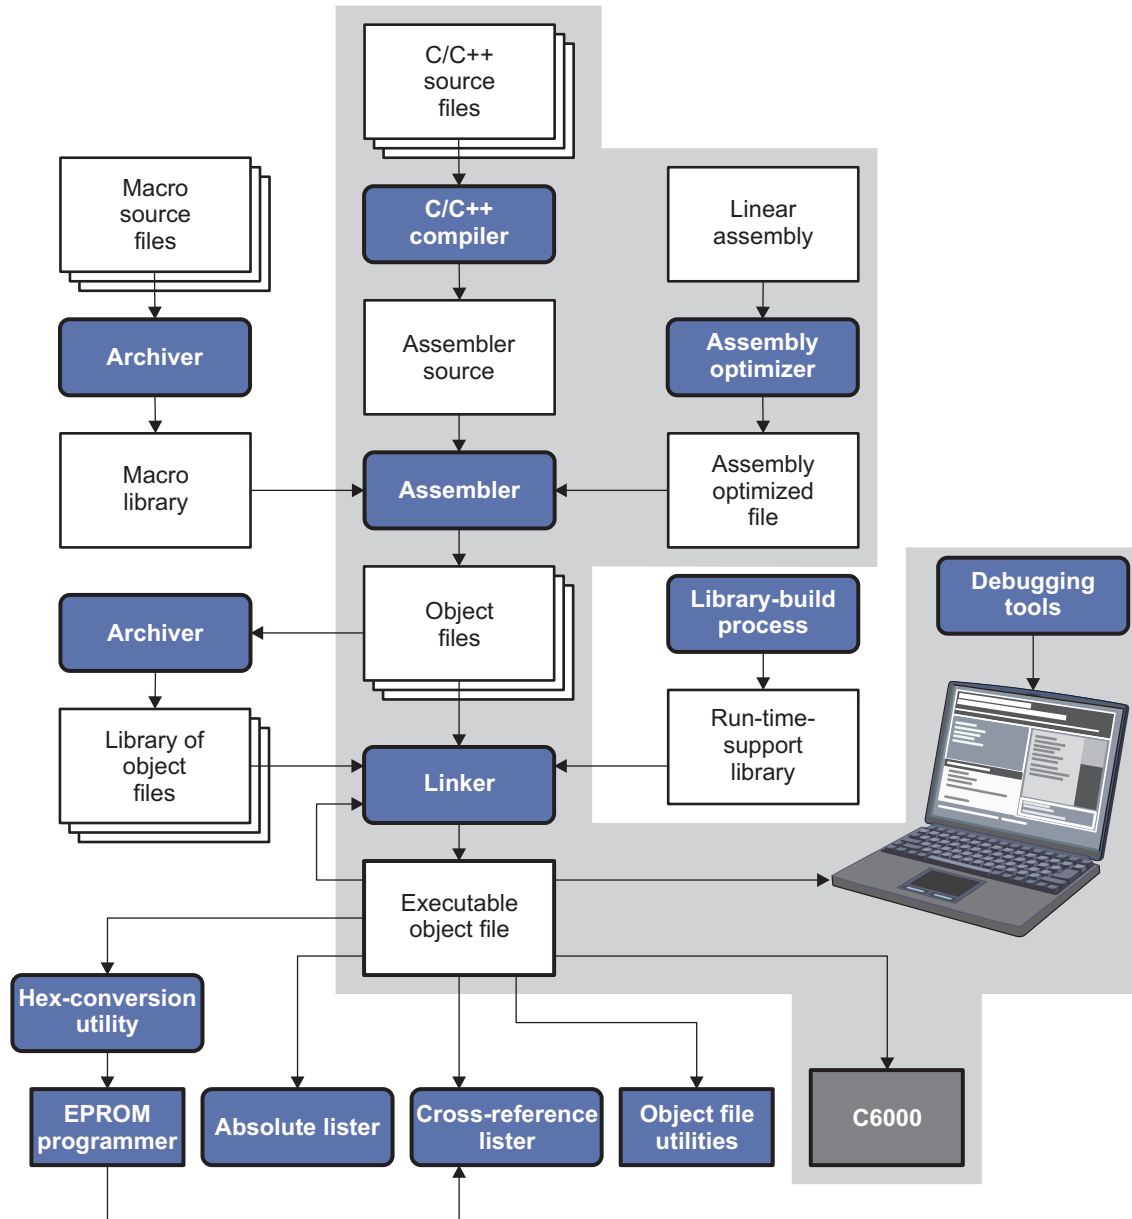 C/C++
source
files
Macro
source
files
C/C++
compiler
Linear
assembly
Archiver
Assembler
source
Assembly
optimizer
Macro
library
Assembler
Assembly
optimized
file
Archiver
Object
files
Library-build
process
Debugging
tools
Library of
object
files
Linker
Run-time-
support
library
Executable
object file
Hex-conversion
utility
EPROM
programmer
Absolute lister
Cross-reference
lister
Object file
utilities
C6000